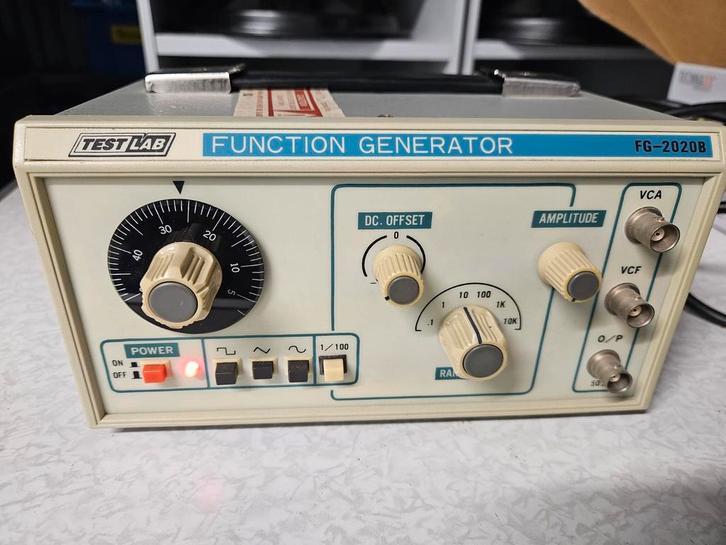 TEST LAB FUNCTION GENERATOR FG-2020B
VCA
DC. OFFSET AMPLITUDE
0
40 30 20 10 5
VCF
.1 1 10 100 1K 10K
O/P
POWER 1/100
ON
OFF